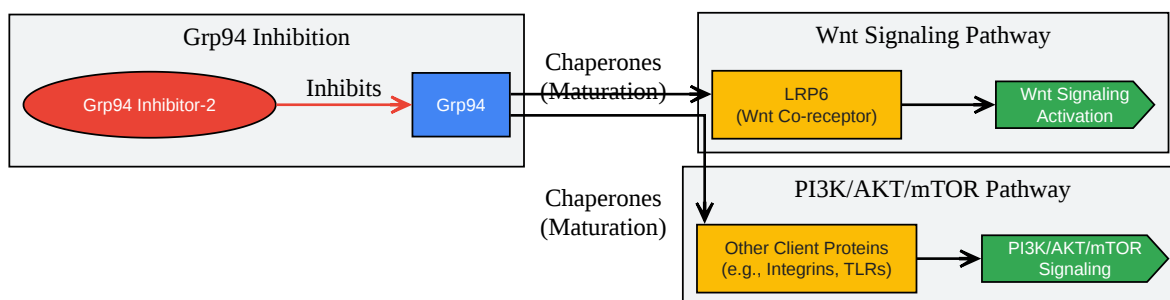 Grp94 Inhibition
Grp94 Inhibitor-2
Inhibits
Grp94
Chaperones
(Maturation)
Wnt Signaling Pathway
LRP6
(Wnt Co-receptor)
Wnt Signaling
Activation
Chaperones
(Maturation)
PI3K/AKT/mTOR Pathway
Other Client Proteins
(e.g., Integrins, TLRs)
PI3K/AKT/mTOR
Signaling